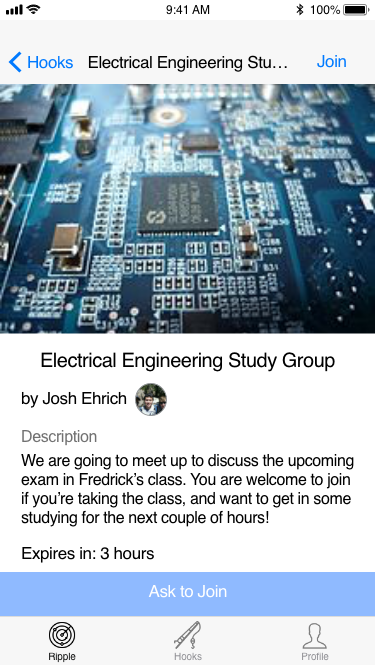 9:41 AM
100%
Hooks
Electrical Engineering Stu…
Join
Electrical Engineering Study Group
by Josh Ehrich
Description
We are going to meet up to discuss the upcoming
exam in Fredrick’s class. You are welcome to join
if you’re taking the class, and want to get in some
studying for the next couple of hours!
Expires in: 3 hours
Ask to Join
Ripple
Hooks
Profile